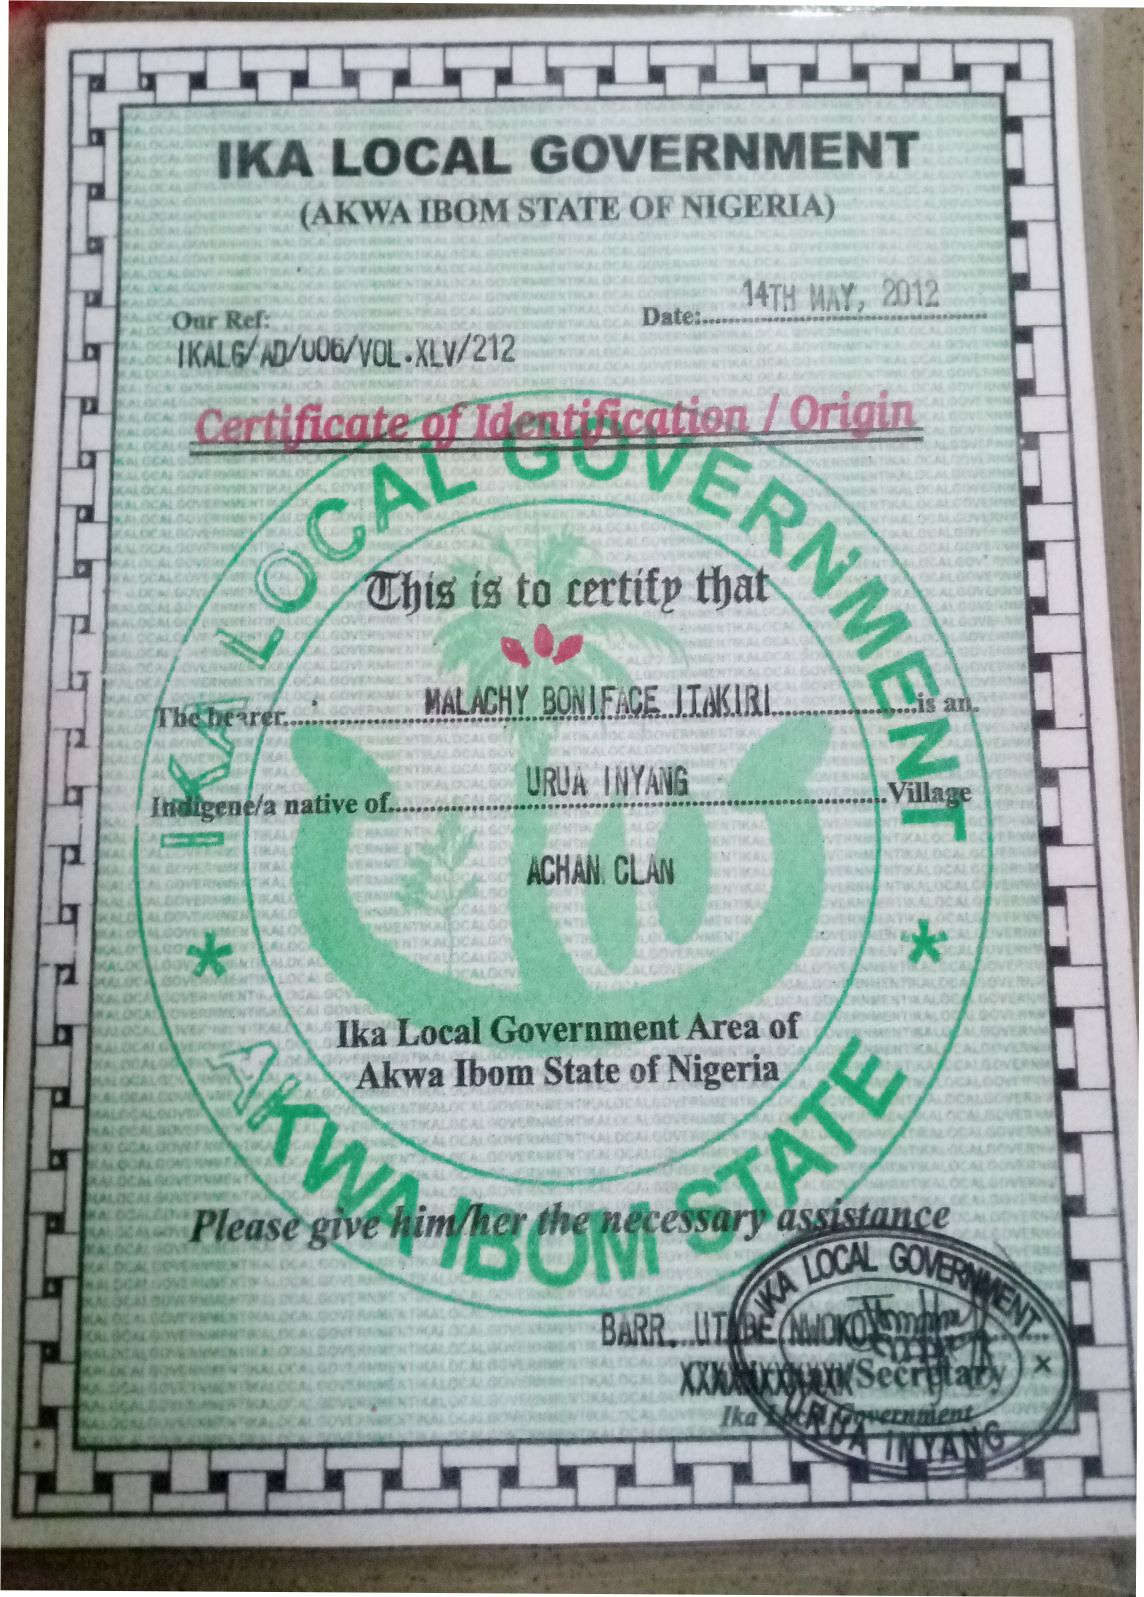 IKA LOCAL GOVERNMENT
(AKWA IBOM STATE OF NIGERIA)
Date:..........14TH MAY, 2012
Our Ref:
IKALG/AD/U06/VOL.XLV/212
Certificate of Identification / Origin
IKA LOCAL GOVERNMENT
This is to certify that
The bearer..........MALACHY BONIFACE ITAKIRI..........is an
Indigene/a native of..........URUA INYANG..........Village
ACHAN CLAN
* *
Ika Local Government Area of
Akwa Ibom State of Nigeria
AKWA IBOM STATE
Please give him/her the necessary assistance
IKA LOCAL GOVERNMENT
BARR. NWOKO
Secretary
Ika Local Government
URUA INYANG